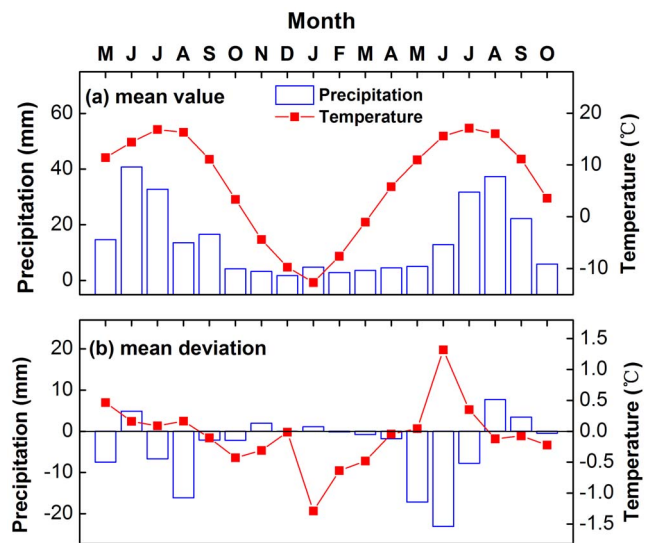 Month
M J J A S O N D J F M A M J J A S O
(a) mean value
Precipitation
Temperature
Precipitation (mm)
60
40
20
0
Temperature (℃)
20
10
0
-10
(b) mean deviation
Precipitation (mm)
20
10
0
-10
-20
Temperature (℃)
1.5
1.0
0.5
0.0
-0.5
-1.0
-1.5